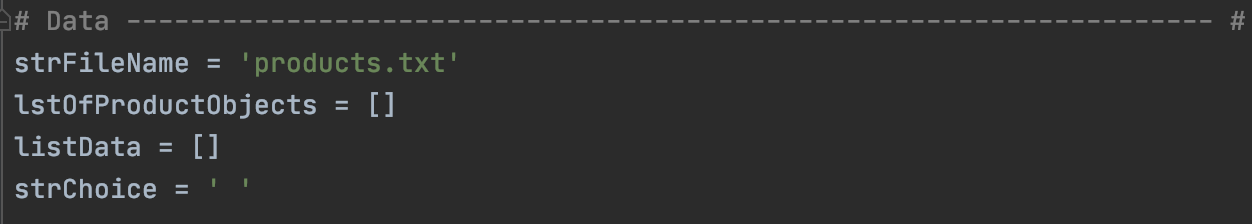 # Data ------------------------------------------------------------- #
strFileName = 'products.txt'
lstOfProductObjects = []
listData = []
strChoice = ' '